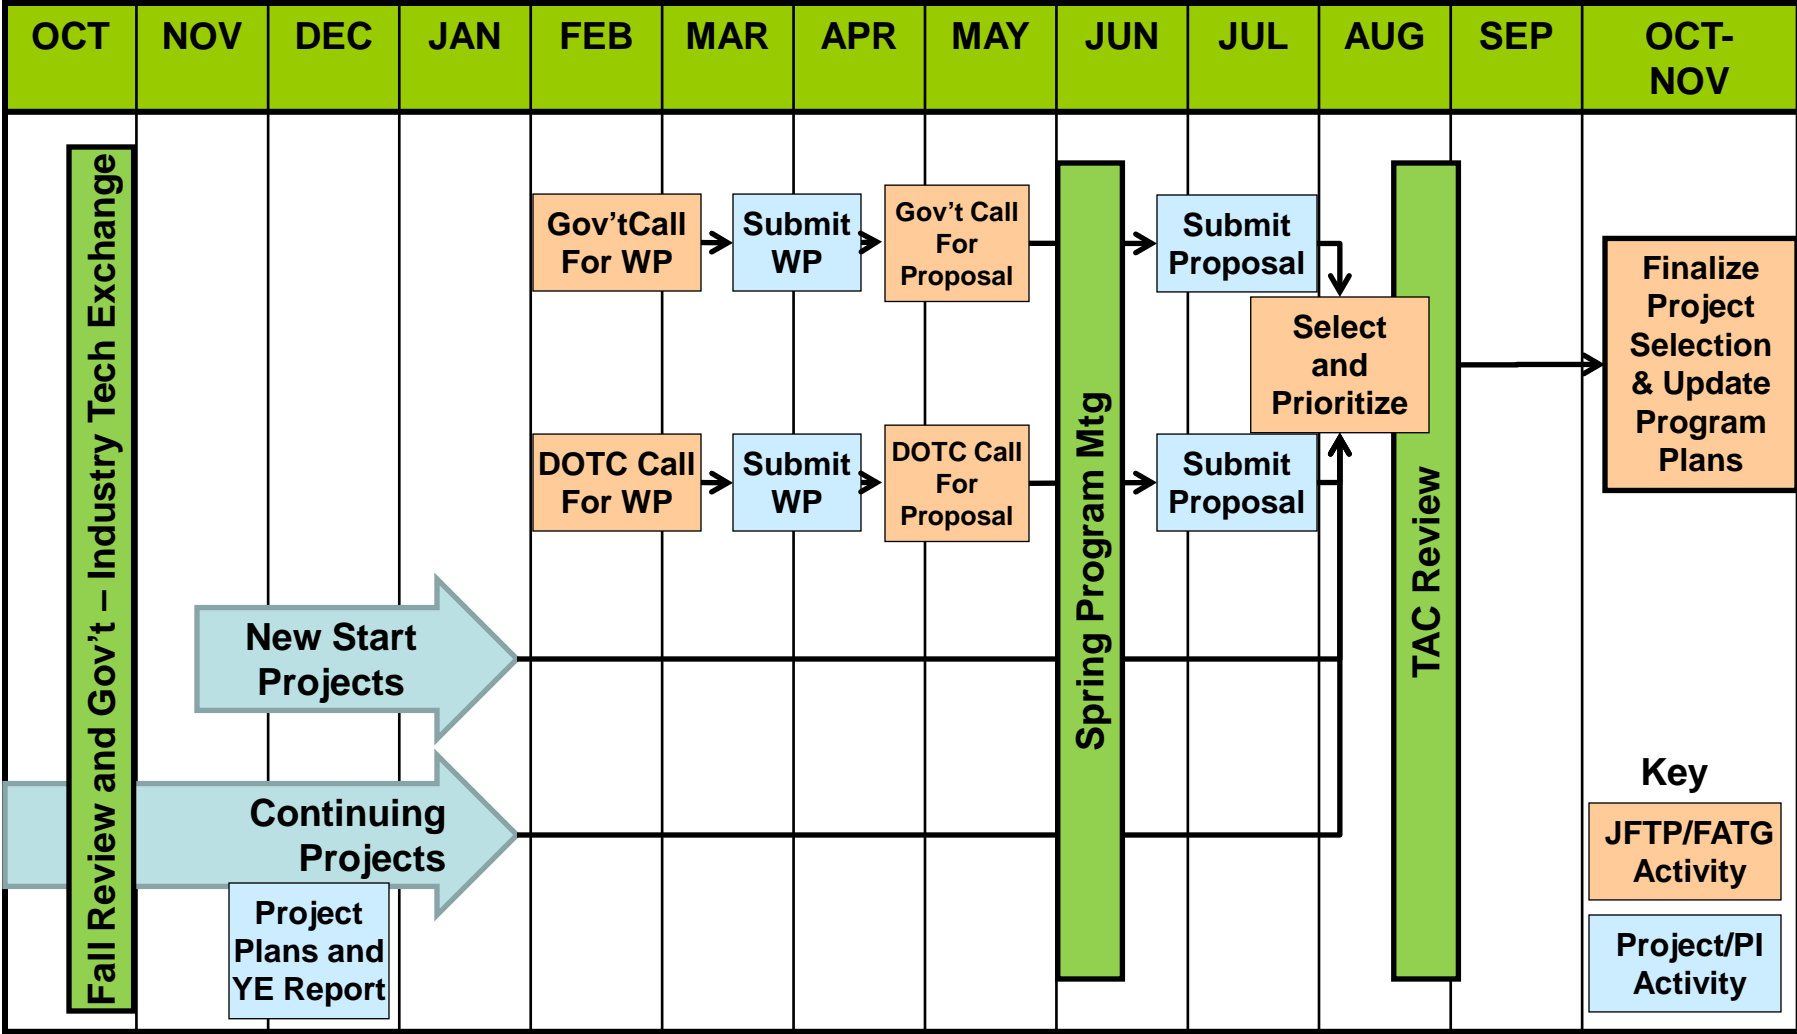 OCT
NOV
DEC
JAN
FEB
MAR
APR
MAY
JUN
JUL
AUG
SEP
OCT-
NOV
Fall Review and Gov’t – Industry Tech Exchange
Gov’tCall
For WP
Submit
WP
Gov’t Call
For
Proposal
Spring Program Mtg
Submit
Proposal
Select
and
Prioritize
TAC Review
Finalize
Project
Selection
& Update
Program
Plans
DOTC Call
For WP
Submit
WP
DOTC Call
For
Proposal
Submit
Proposal
New Start
Projects
Continuing
Projects
Project
Plans and
YE Report
Key
JFTP/FATG
Activity
Project/PI
Activity